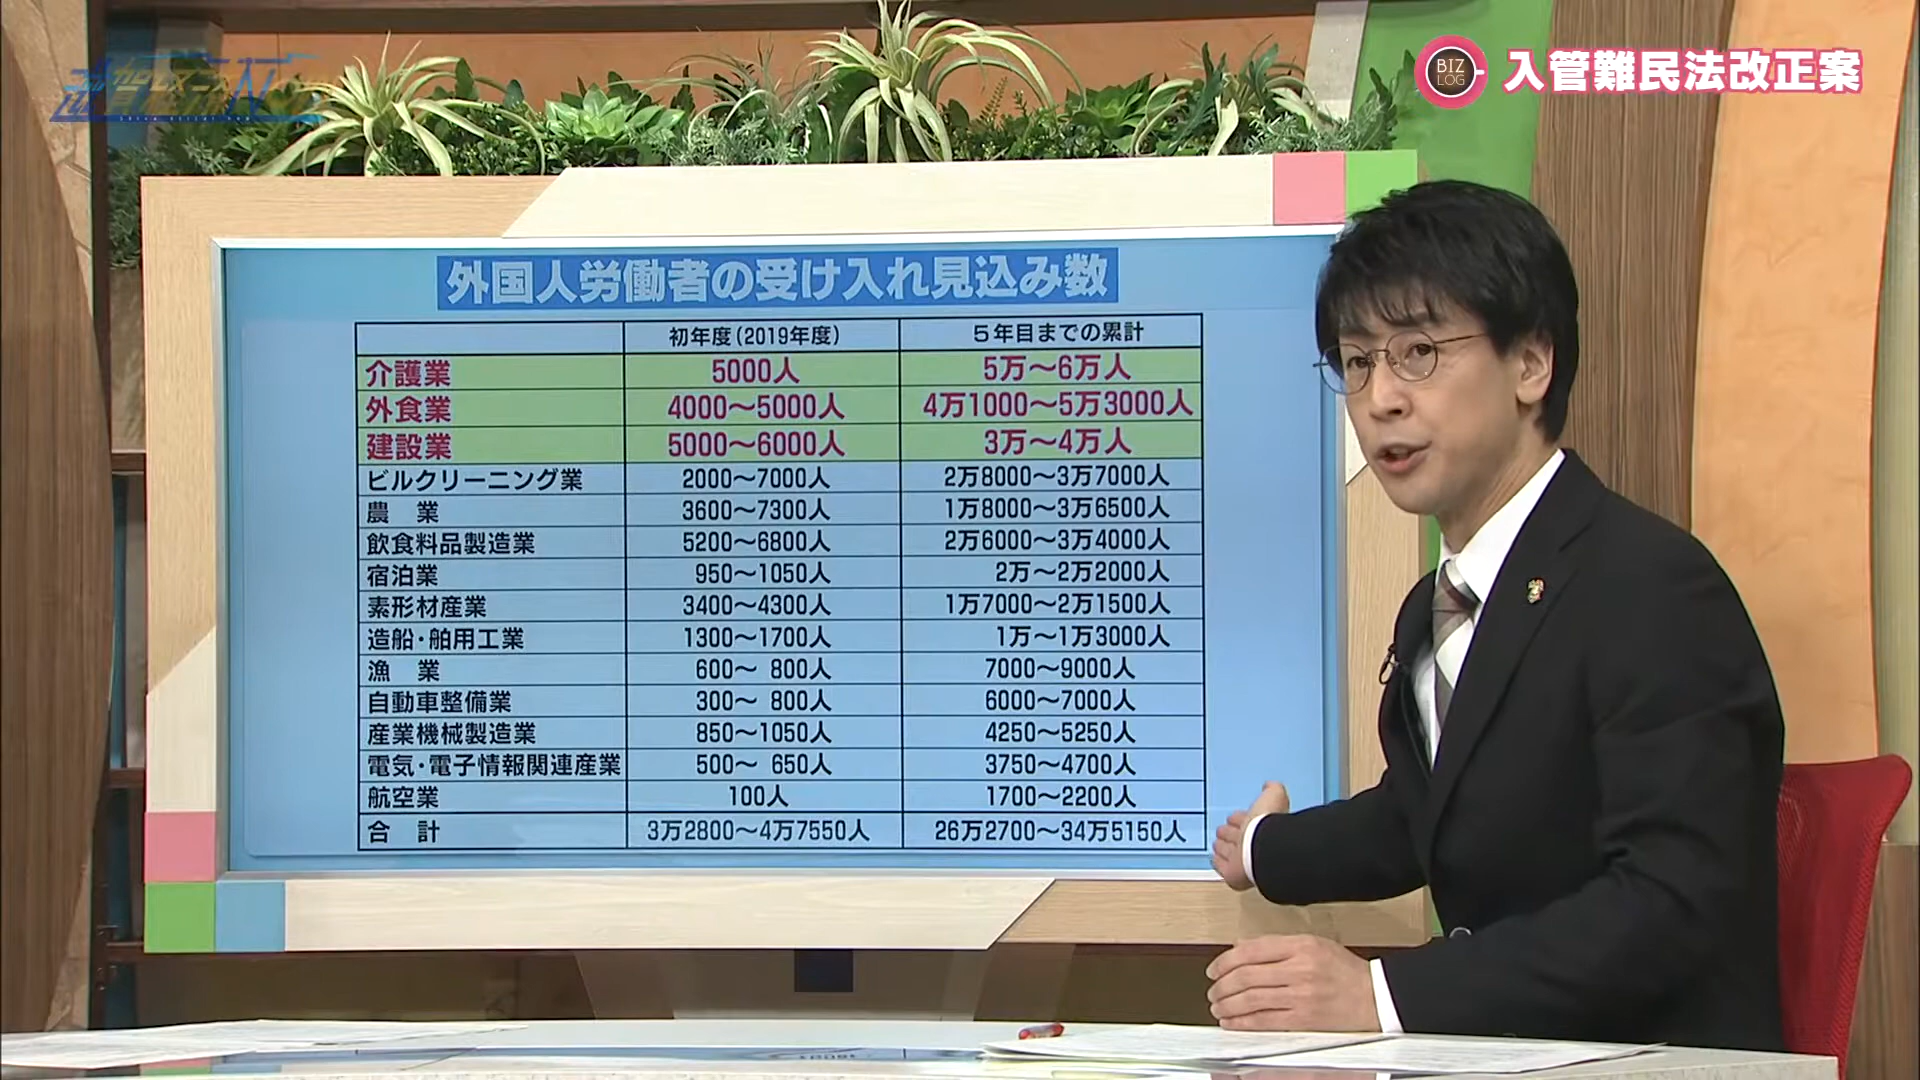 BIZ
LOG
入管難民法改正案
外国人労働者の受け入れ見込み数
初年度(2019年度) 5年目までの累計
介護業 5000人 5万〜6万人
外食業 4000〜5000人 4万1000〜5万3000人
建設業 5000〜6000人 3万〜4万人
ビルクリーニング業 2000〜7000人 2万8000〜3万7000人
農 業 3600〜7300人 1万8000〜3万6500人
飲食料品製造業 5200〜6800人 2万6000〜3万4000人
宿泊業 950〜1050人 2万〜2万2000人
素形材産業 3400〜4300人 1万7000〜2万1500人
造船・舶用工業 1300〜1700人 1万〜1万3000人
漁 業 600〜 800人 7000〜9000人
自動車整備業 300〜 800人 6000〜7000人
産業機械製造業 850〜1050人 4250〜5250人
電気・電子情報関連産業 500〜 650人 3750〜4700人
航空業 100人 1700〜2200人
合 計 3万2800〜4万7550人 26万2700〜34万5150人